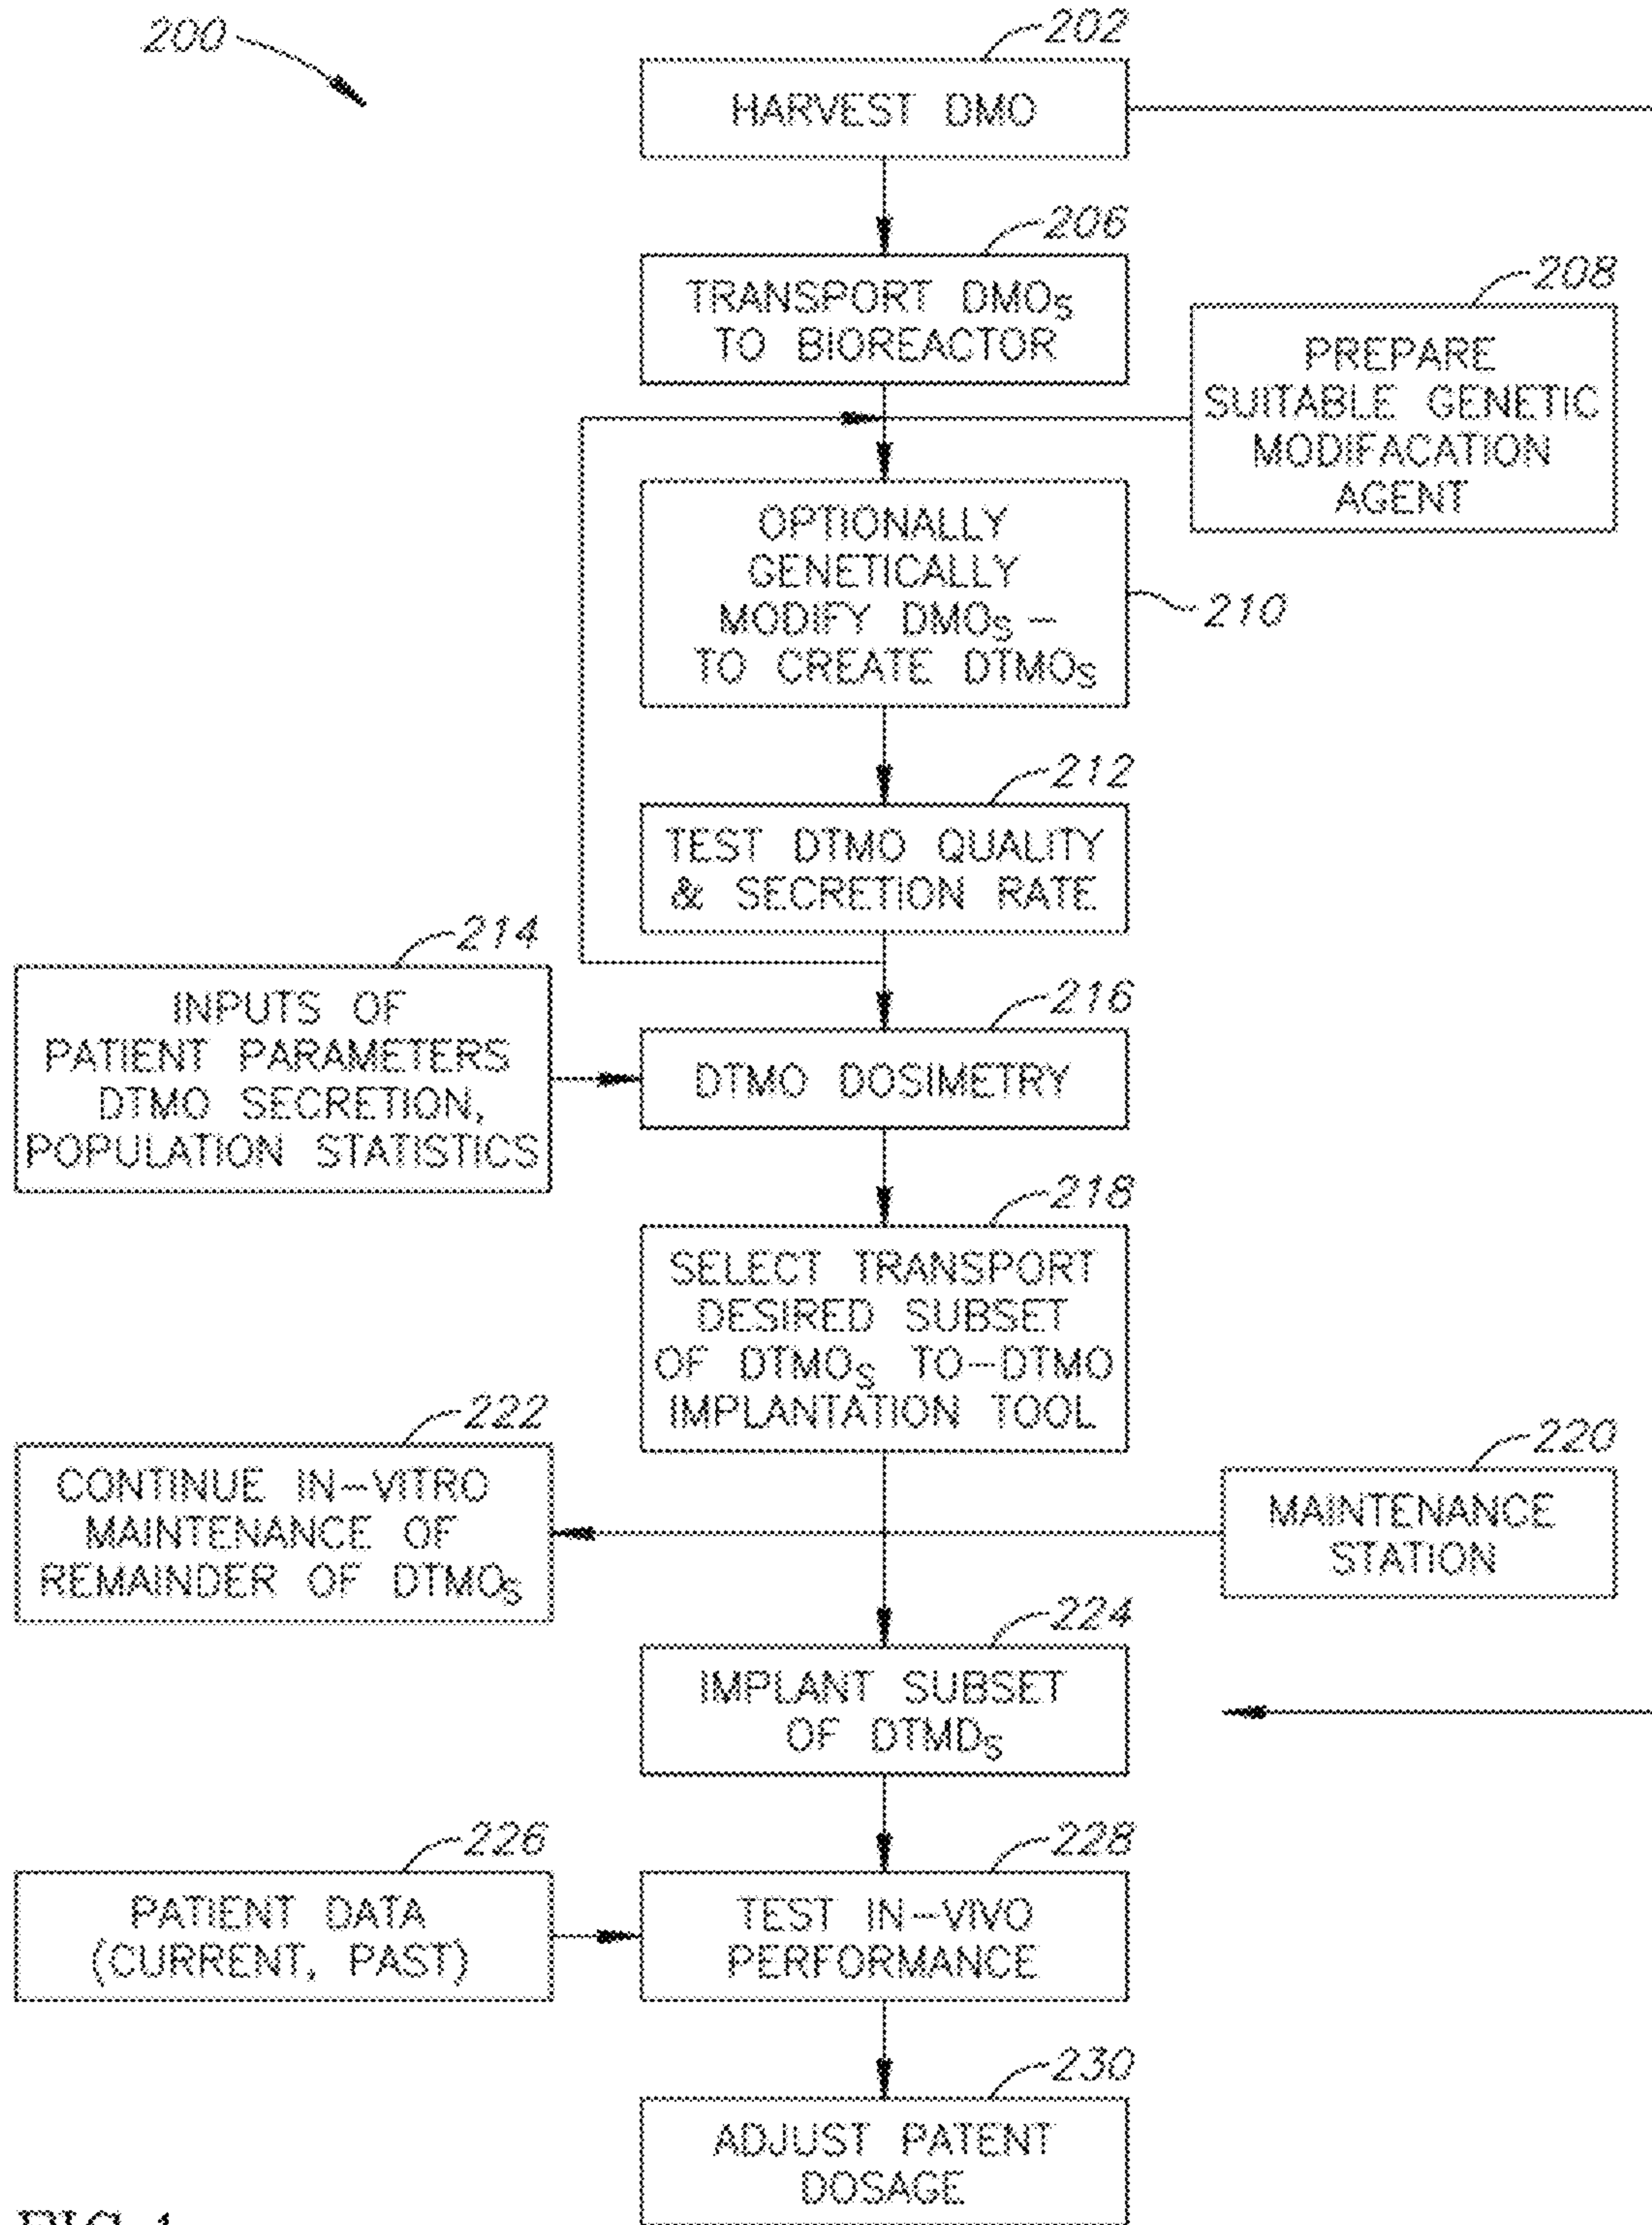 200
202
HARVEST DMO
206
TRANSPORT DMOS
TO BIOREACTOR
208
PREPARE
SUITABLE GENETIC
MODIFACATION
AGENT
OPTIONALLY
GENETICALLY
MODIFY DMOS –
TO CREATE DTMOS
210
212
TEST DTMO QUALITY
& SECRETION RATE
214
INPUTS OF
PATIENT PARAMETERS
DTMO SECRETION,
POPULATION STATISTICS
216
DTMO DOSIMETRY
218
SELECT TRANSPORT
DESIRED SUBSET
OF DTMOS TO-DTMO
IMPLANTATION TOOL
222
CONTINUE IN-VITRO
MAINTENANCE OF
REMAINDER OF DTMOS
220
MAINTENANCE
STATION
224
IMPLANT SUBSET
OF DTMDS
226
PATIENT DATA
(CURRENT, PAST)
228
TEST IN-VIVO
PERFORMANCE
230
ADJUST PATENT
DOSAGE